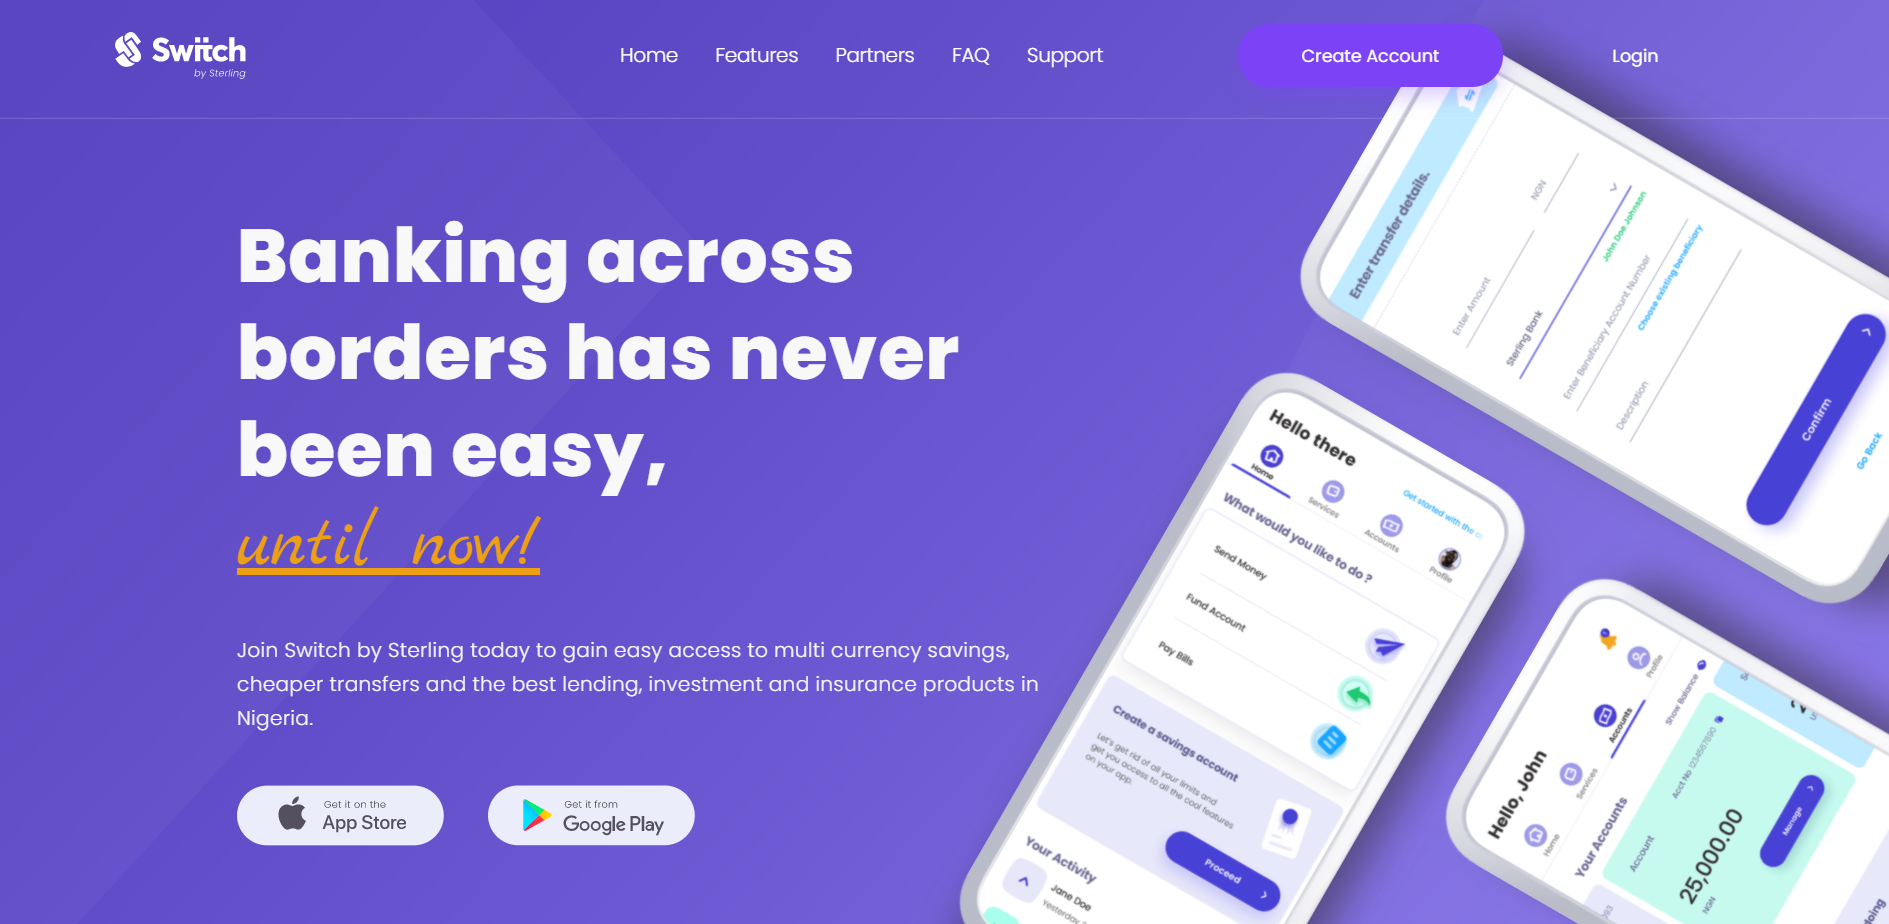 Switch
by Sterling
Home
Features
Partners
FAQ
Support
Create Account
Login
Banking across
borders has never
been easy,
until now!
Join Switch by Sterling today to gain easy access to multi currency savings,
cheaper transfers and the best lending, investment and insurance products in
Nigeria.
Get it on the
App Store
Get it from
Google Play
Enter transfer details.
NGN
Enter Amount
John Doe Johnson
Sterling Bank
Enter Beneficiary Account Number
Choose existing beneficiary
Description
Confirm
Go Back
Hello there
Home
Services
Accounts
Profile
Get started with the
What would you like to do ?
Send Money
Fund Account
Pay Bills
Create a savings account
Let's get rid of all your limits and
get you access to all the cool features
on your app.
Proceed
Your Activity
Jane Doe
Yesterday
Hello, John
Home
Services
Accounts
Profile
Your Accounts
Show Balance
Acct No 1234567890
Account
25,000.00
NGN
Manage